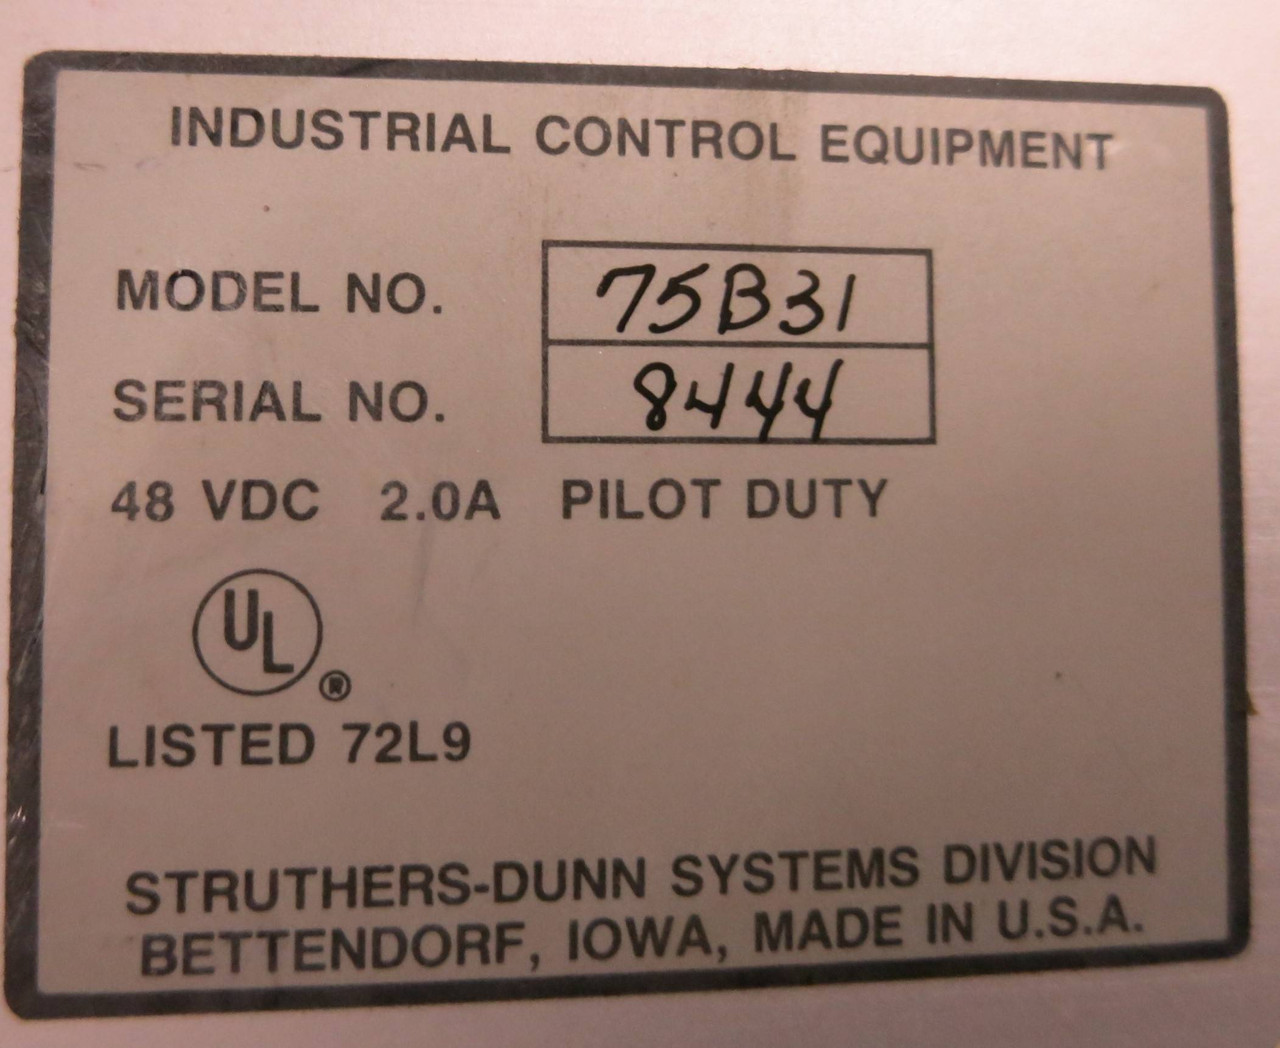 INDUSTRIAL CONTROL EQUIPMENT
MODEL NO. 75B31
SERIAL NO. 8444
48 VDC 2.0A PILOT DUTY
UL ®
LISTED 72L9
STRUTHERS-DUNN SYSTEMS DIVISION
BETTENDORF, IOWA, MADE IN U.S.A.